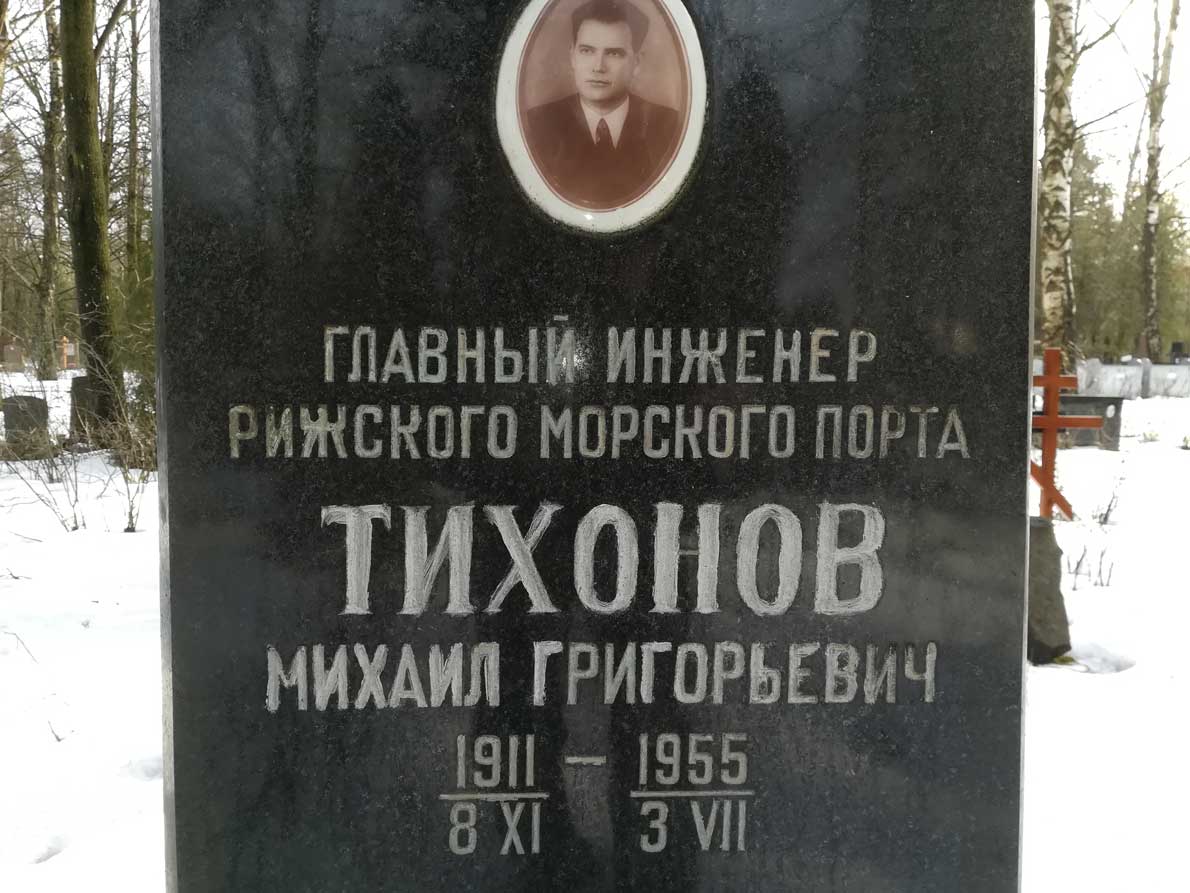 ГЛАВНЫЙ ИНЖЕНЕР
РИЖСКОГО МОРСКОГО ПОРТА
ТИХОНОВ
МИХАИЛ ГРИГОРЬЕВИЧ
1911 – 1955
8 XI 3 VII